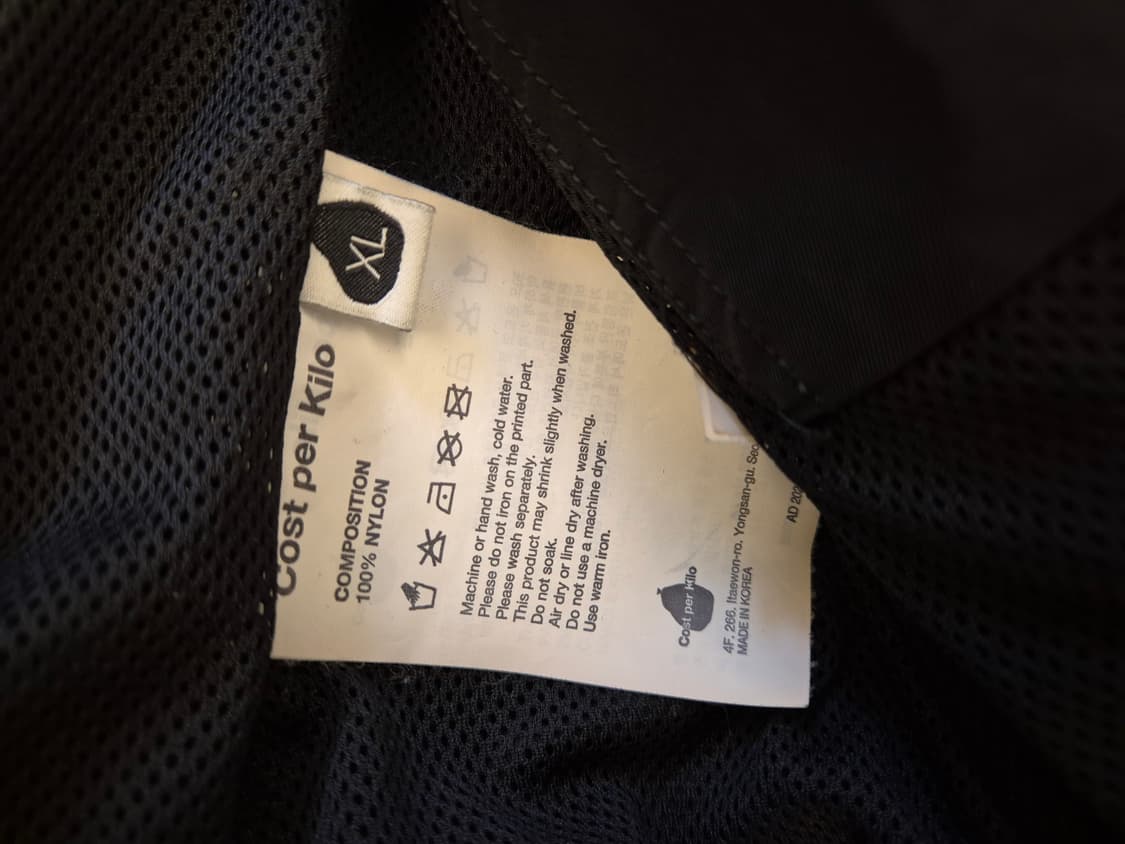 XL
Cost per Kilo
COMPOSITION
100% NYLON
Machine or hand wash, cold water.
Please do not iron on the printed part.
Please wash separately.
This product may shrink slightly when washed.
Do not soak.
Air dry or line dry after washing.
Do not use a machine dryer.
Use warm iron.
Cost per Kilo
4F, 266, Itaewon-ro, Yongsan-gu, Seo
MADE IN KOREA
AD 202